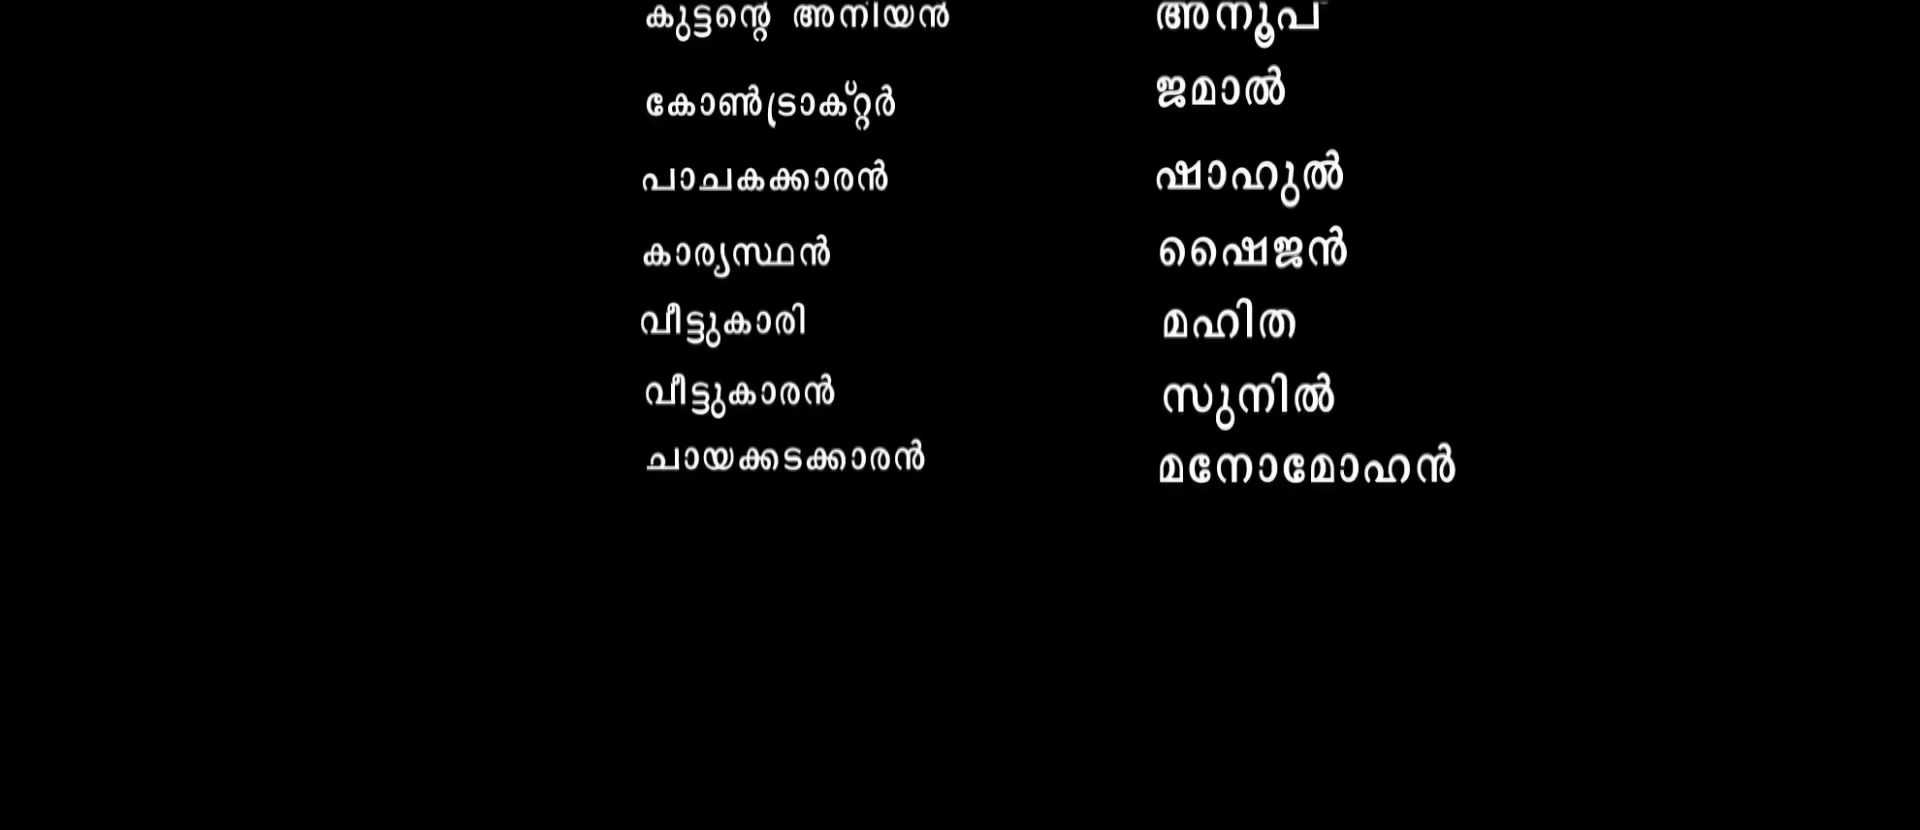 കുട്ടന്റെ അനിയൻ അനൂപ്
കോൺട്രാക്റ്റർ ജമാൽ
പാചകക്കാരൻ ഷാഹുൽ
കാര്യസ്ഥൻ ഷൈജൻ
വീട്ടുകാരി മഹിത
വീട്ടുകാരൻ സുനിൽ
ചായക്കടക്കാരൻ മനോമോഹൻ